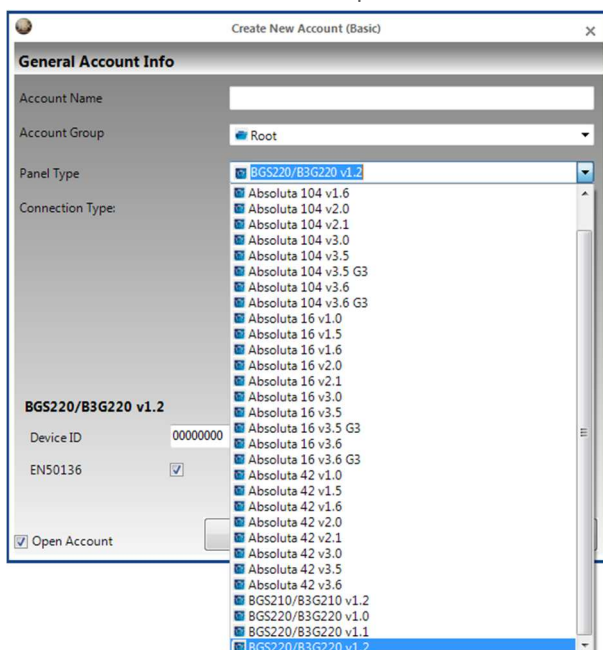 Create New Account (Basic)
General Account Info
Account Name
Account Group
Root
Panel Type
BGS220/B3G220 v1.2
Connection Type:
Absoluta 104 v1.6
Absoluta 104 v2.0
Absoluta 104 v2.1
Absoluta 104 v3.0
Absoluta 104 v3.5
Absoluta 104 v3.5 G3
Absoluta 104 v3.6
Absoluta 104 v3.6 G3
Absoluta 16 v1.0
Absoluta 16 v1.5
Absoluta 16 v1.6
Absoluta 16 v2.0
Absoluta 16 v2.1
Absoluta 16 v3.0
Absoluta 16 v3.5
Absoluta 16 v3.5 G3
Absoluta 16 v3.6
Absoluta 16 v3.6 G3
Absoluta 42 v1.0
Absoluta 42 v1.5
Absoluta 42 v1.6
Absoluta 42 v2.0
Absoluta 42 v2.1
Absoluta 42 v3.0
Absoluta 42 v3.5
Absoluta 42 v3.6
BGS210/B3G210 v1.2
BGS220/B3G220 v1.0
BGS220/B3G220 v1.1
BGS220/B3G220 v1.2
BGS220/B3G220 v1.2
Device ID
00000000
EN50136
Open Account